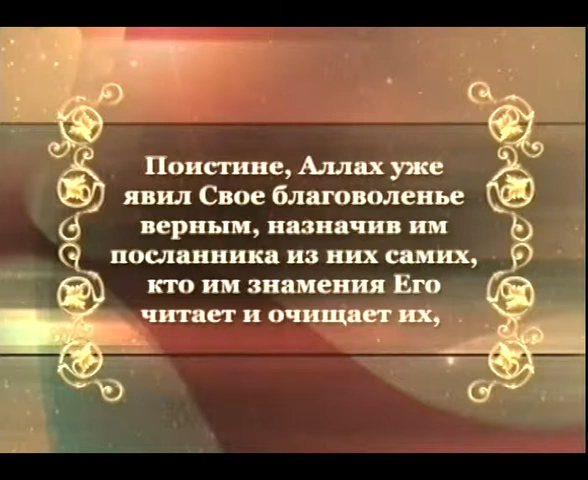 Поистине, Аллах уже
явил Свое благоволенье
верным, назначив им
посланника из них самих,
кто им знамения Его
читает и очищает их,